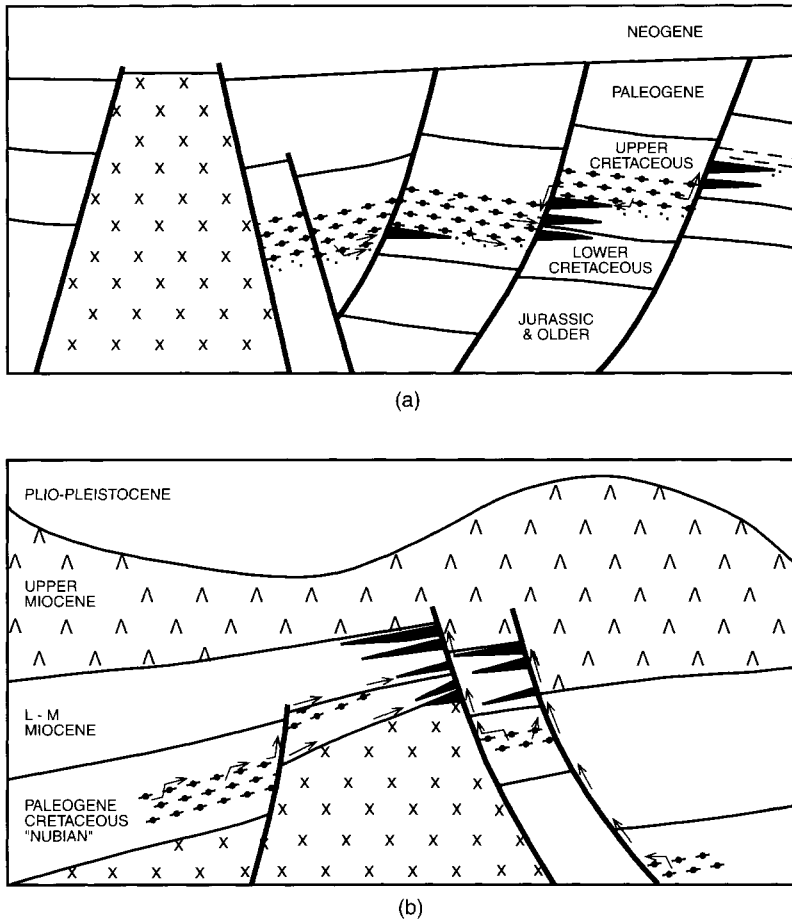 NEOGENE
PALEOGENE
UPPER
CRETACEOUS
LOWER
CRETACEOUS
JURASSIC
& OLDER
(a)
PLIO-PLEISTOCENE
UPPER
MIOCENE
L - M
MIOCENE
PALEOGENE
CRETACEOUS
"NUBIAN"
(b)